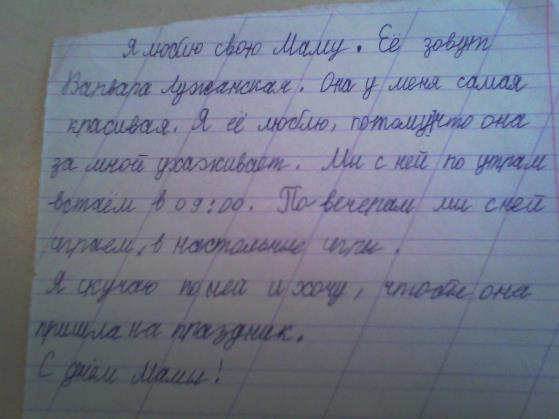 Я люблю свою Маму. Её зовут
Варвара Лужанская. Она у меня самая
красивая. Я её люблю, потомучто она
за мной ухаживает. Ми с ней по утрам
встаём в 09:00. По вечерам ми с ней
играем, в настольные игры.
Я скучаю по ней и хочу, чтобы она
пришла на праздник.
С днём Мамы!